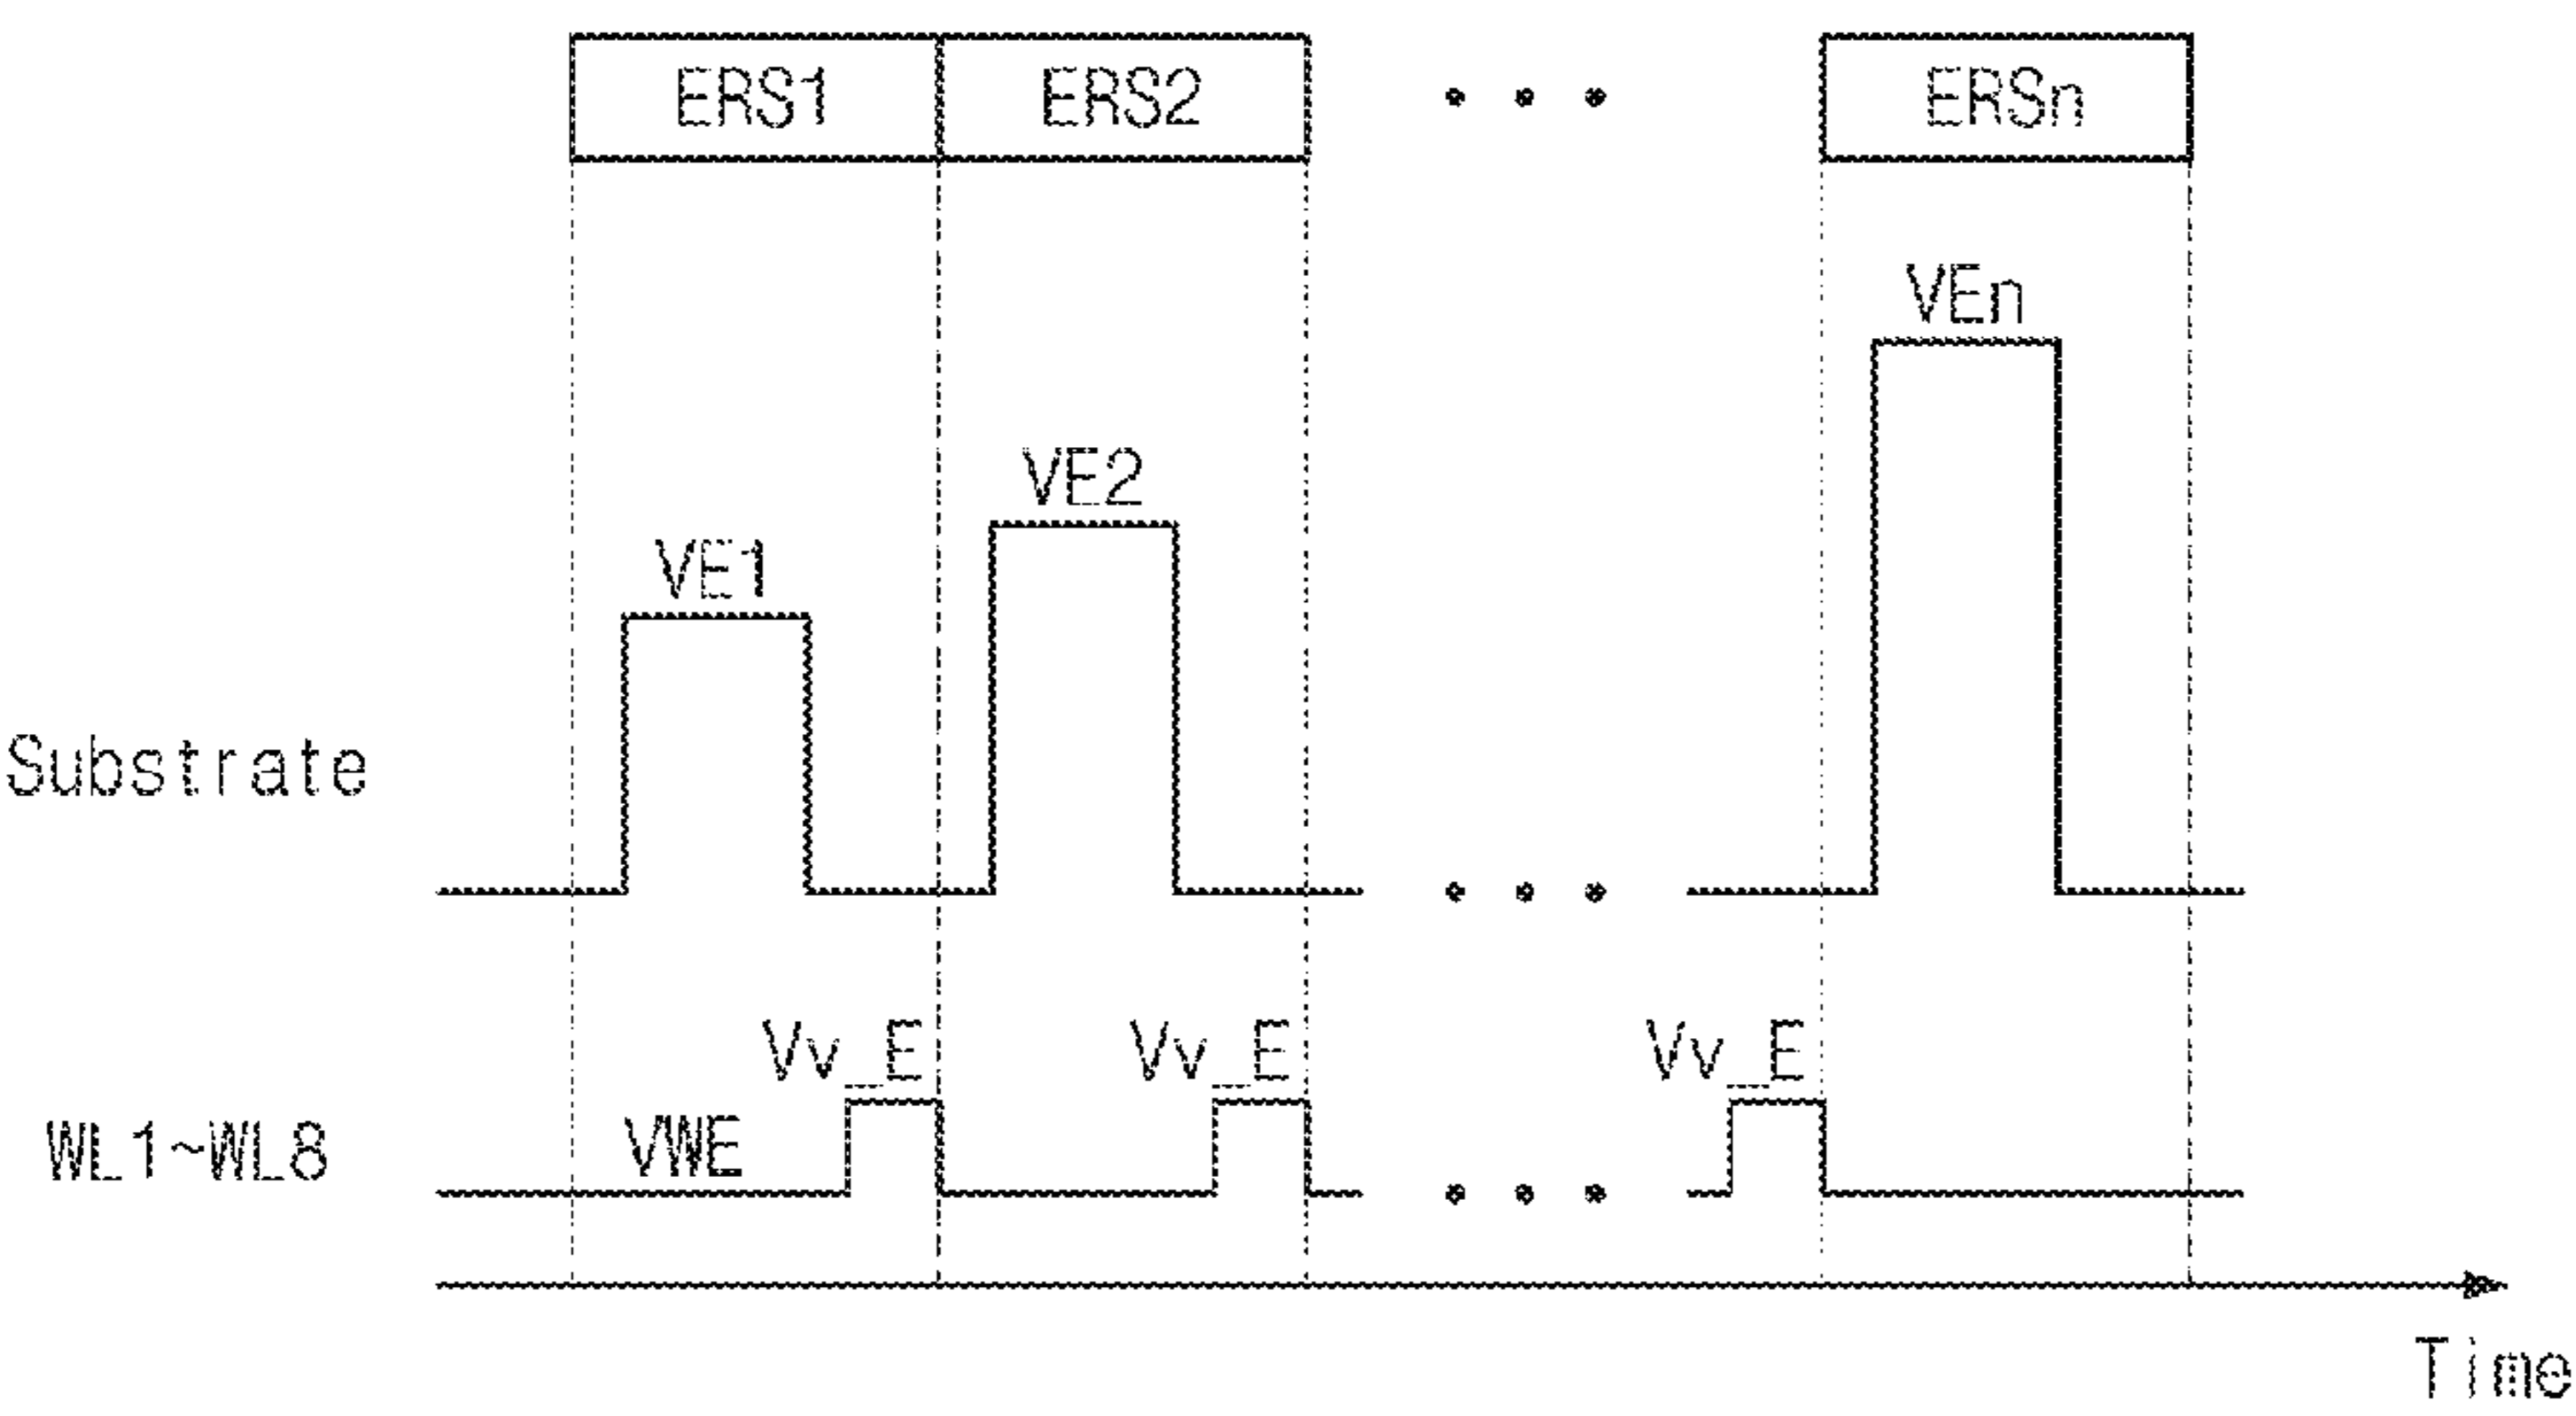 ERS1 ERS2 ERSn
VEn
VE2
VE1
Substrate
Vv_E Vv_E Vv_E
WL1~WL8 VWE
Time